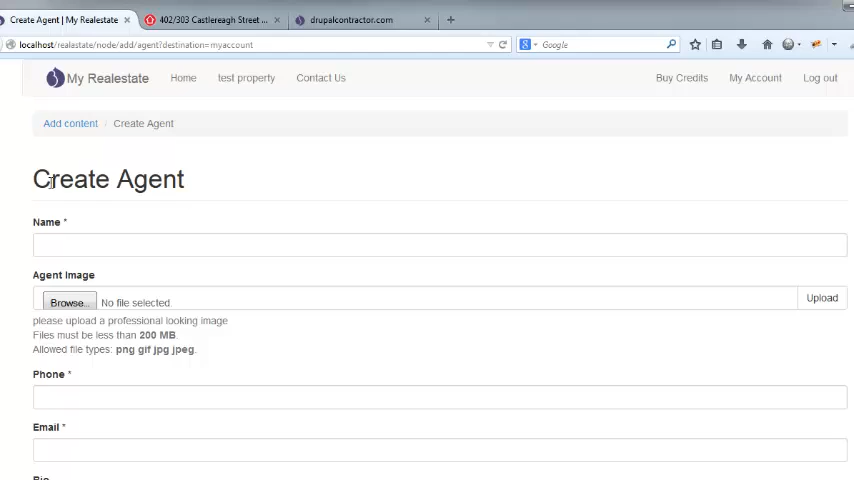 Create Agent | My Realestate × 402/303 Castlereagh Street ... × drupalcontractor.com × +
localhost/realestate/node/add/agent?destination=myaccount Google
My Realestate Home test property Contact Us Buy Credits My Account Log out
Add content / Create Agent
Create Agent
Name *
Agent Image
Browse... No file selected. Upload
please upload a professional looking image
Files must be less than 200 MB.
Allowed file types: png gif jpg jpeg.
Phone *
Email *
Bio